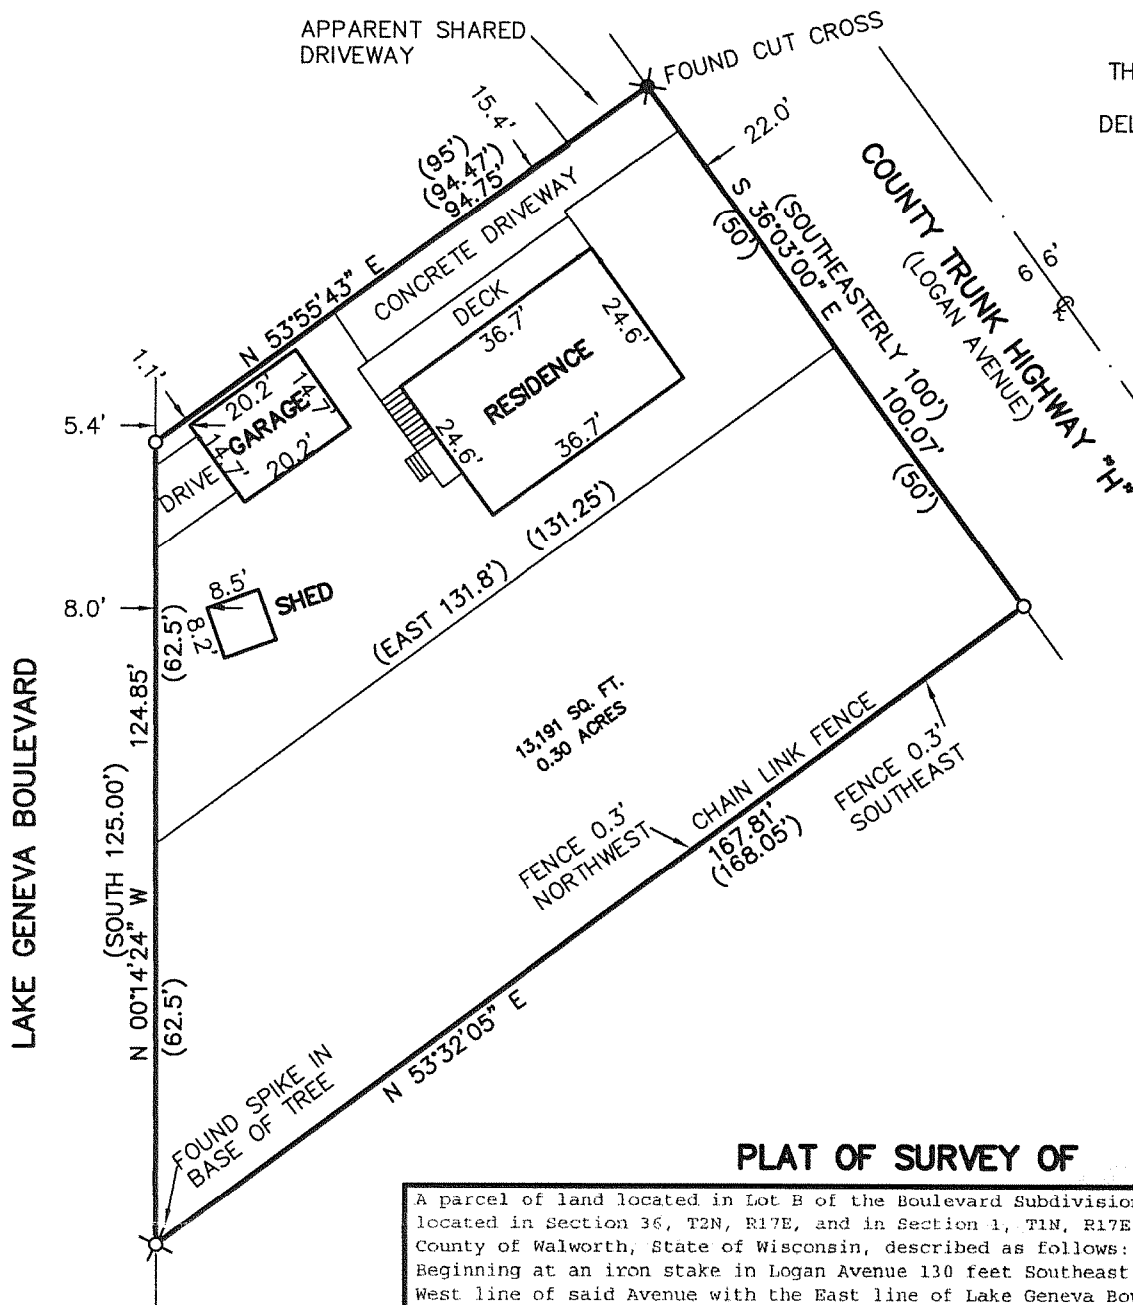 APPARENT SHARED
DRIVEWAY
FOUND CUT CROSS
TH
DEL
15.4'
22.0'
(95')
(94.47')
94.75'
N 53°55'43" E
CONCRETE DRIVEWAY
DECK
36.7'
24.6'
RESIDENCE
24.6'
36.7'
S 36°03'00" E
(50')
(SOUTHEASTERLY 100')
100.07'
(50')
COUNTY TRUNK HIGHWAY "H"
(LOGAN AVENUE)
66'
1.1'
5.4'
20.2'
14.7'
GARAGE
14.7'
20.2'
DRIVE
8.0'
8.5'
SHED
8.2'
(62.5')
(EAST 131.8')
(131.25')
13,191 SQ. FT.
0.30 ACRES
LAKE GENEVA BOULEVARD
124.85'
(SOUTH 125.00')
N 00°14'24" W
(62.5')
CHAIN LINK FENCE
167.81'
(168.05')
FENCE 0.3'
NORTHWEST
FENCE 0.3'
SOUTHEAST
N 53°32'05" E
FOUND SPIKE IN
BASE OF TREE
PLAT OF SURVEY OF
A parcel of land located in Lot B of the Boulevard Subdivision
located in Section 36, T2N, R17E, and in Section 1, T1N, R17E
County of Walworth, State of Wisconsin, described as follows:
Beginning at an iron stake in Logan Avenue 130 feet Southeast
West line of said Avenue with the East line of Lake Geneva Bou